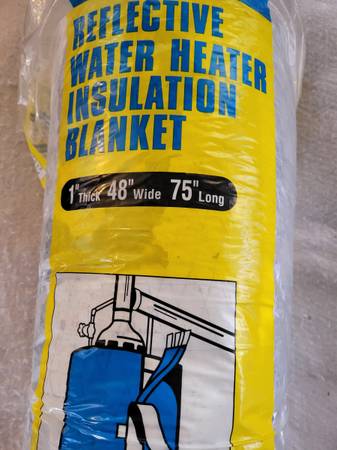 REFLECTIVE
WATER HEATER
INSULATION
BLANKET
1" Thick 48" Wide 75" Long